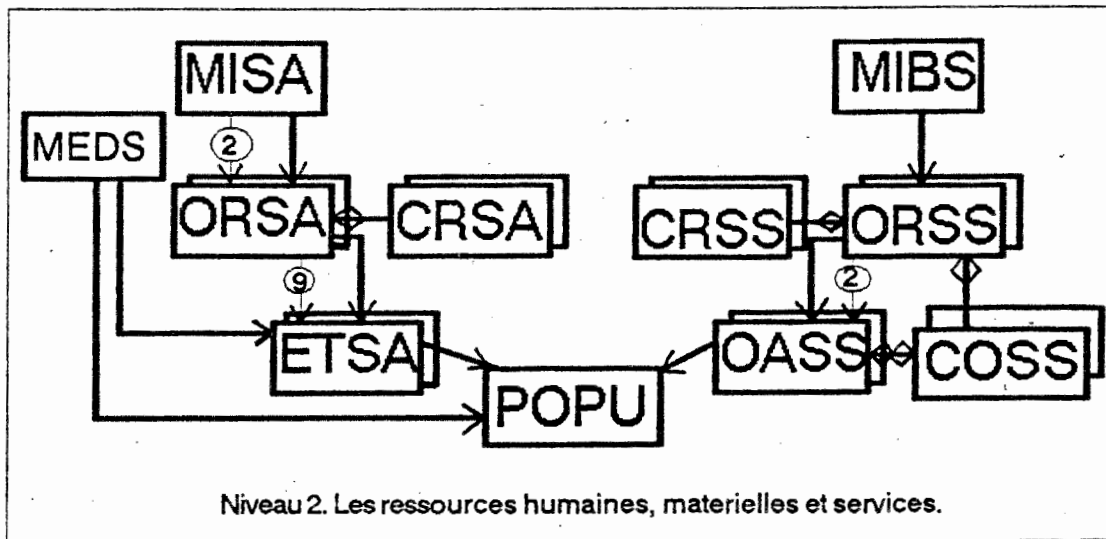 MISA
MIBS
MEDS
2
ORSA
CRSA
CRSS
ORSS
9
2
ETSA
OASS
COSS
POPU
Niveau 2. Les ressources humaines, materielles et services.